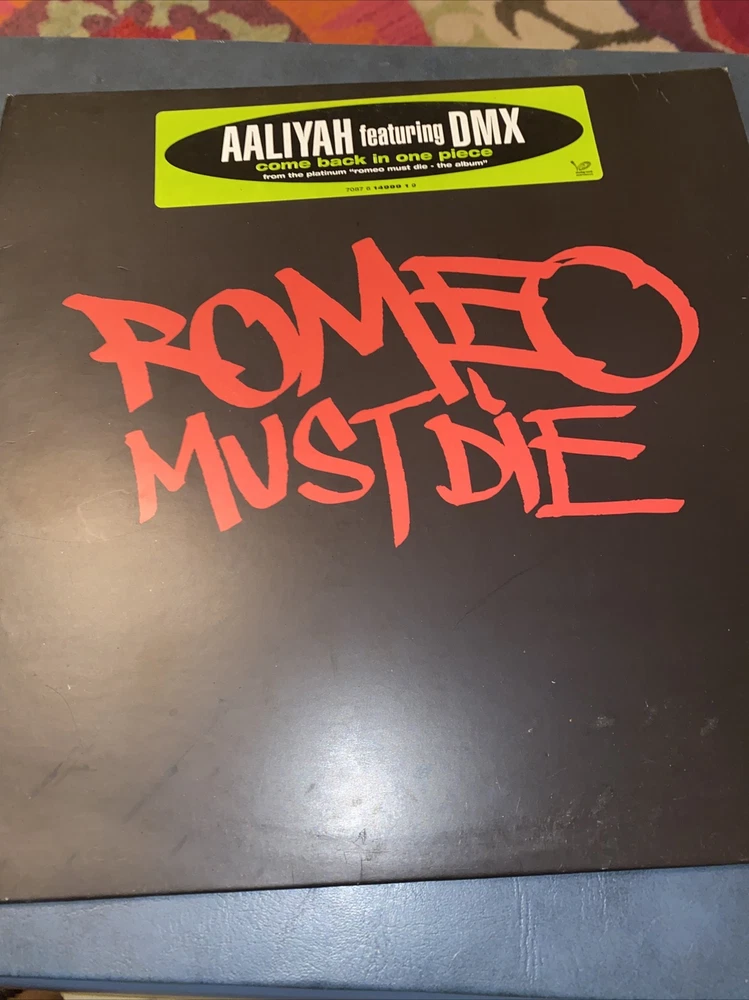 AALIYAH featuring DMX
come back in one piece
from the platinum "romeo must die - the album"
ROMEO
MUST DIE